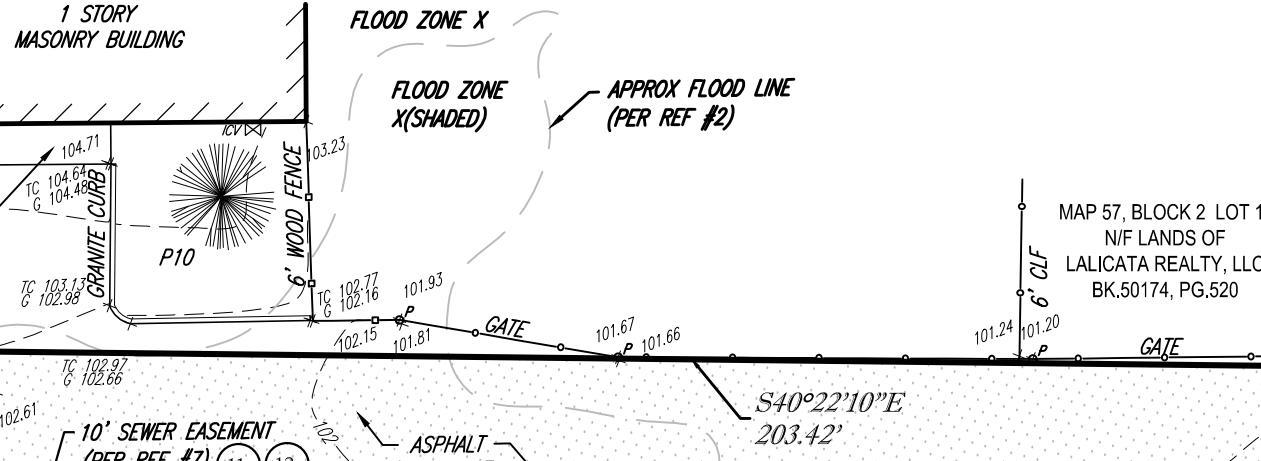 1 STORY
MASONRY BUILDING
FLOOD ZONE X
FLOOD ZONE
X(SHADED)
APPROX FLOOD LINE
(PER REF #2)
ICV
104.71
103.23
TC 104.64
G 104.48
GRANITE CURB
P10
6' WOOD FENCE
TC 103.13
G 102.98
TC 102.77
G 102.16
101.93
P
GATE
102.15
101.81
101.67
P
101.66
6' CLF
101.24
101.20
P
GATE
MAP 57, BLOCK 2 LOT 1
N/F LANDS OF
LALICATA REALTY, LLC
BK.50174, PG.520
TC 102.97
G 102.66
102.61
S40°22'10"E
203.42'
10' SEWER EASEMENT
(PER REF #7)
102
ASPHALT